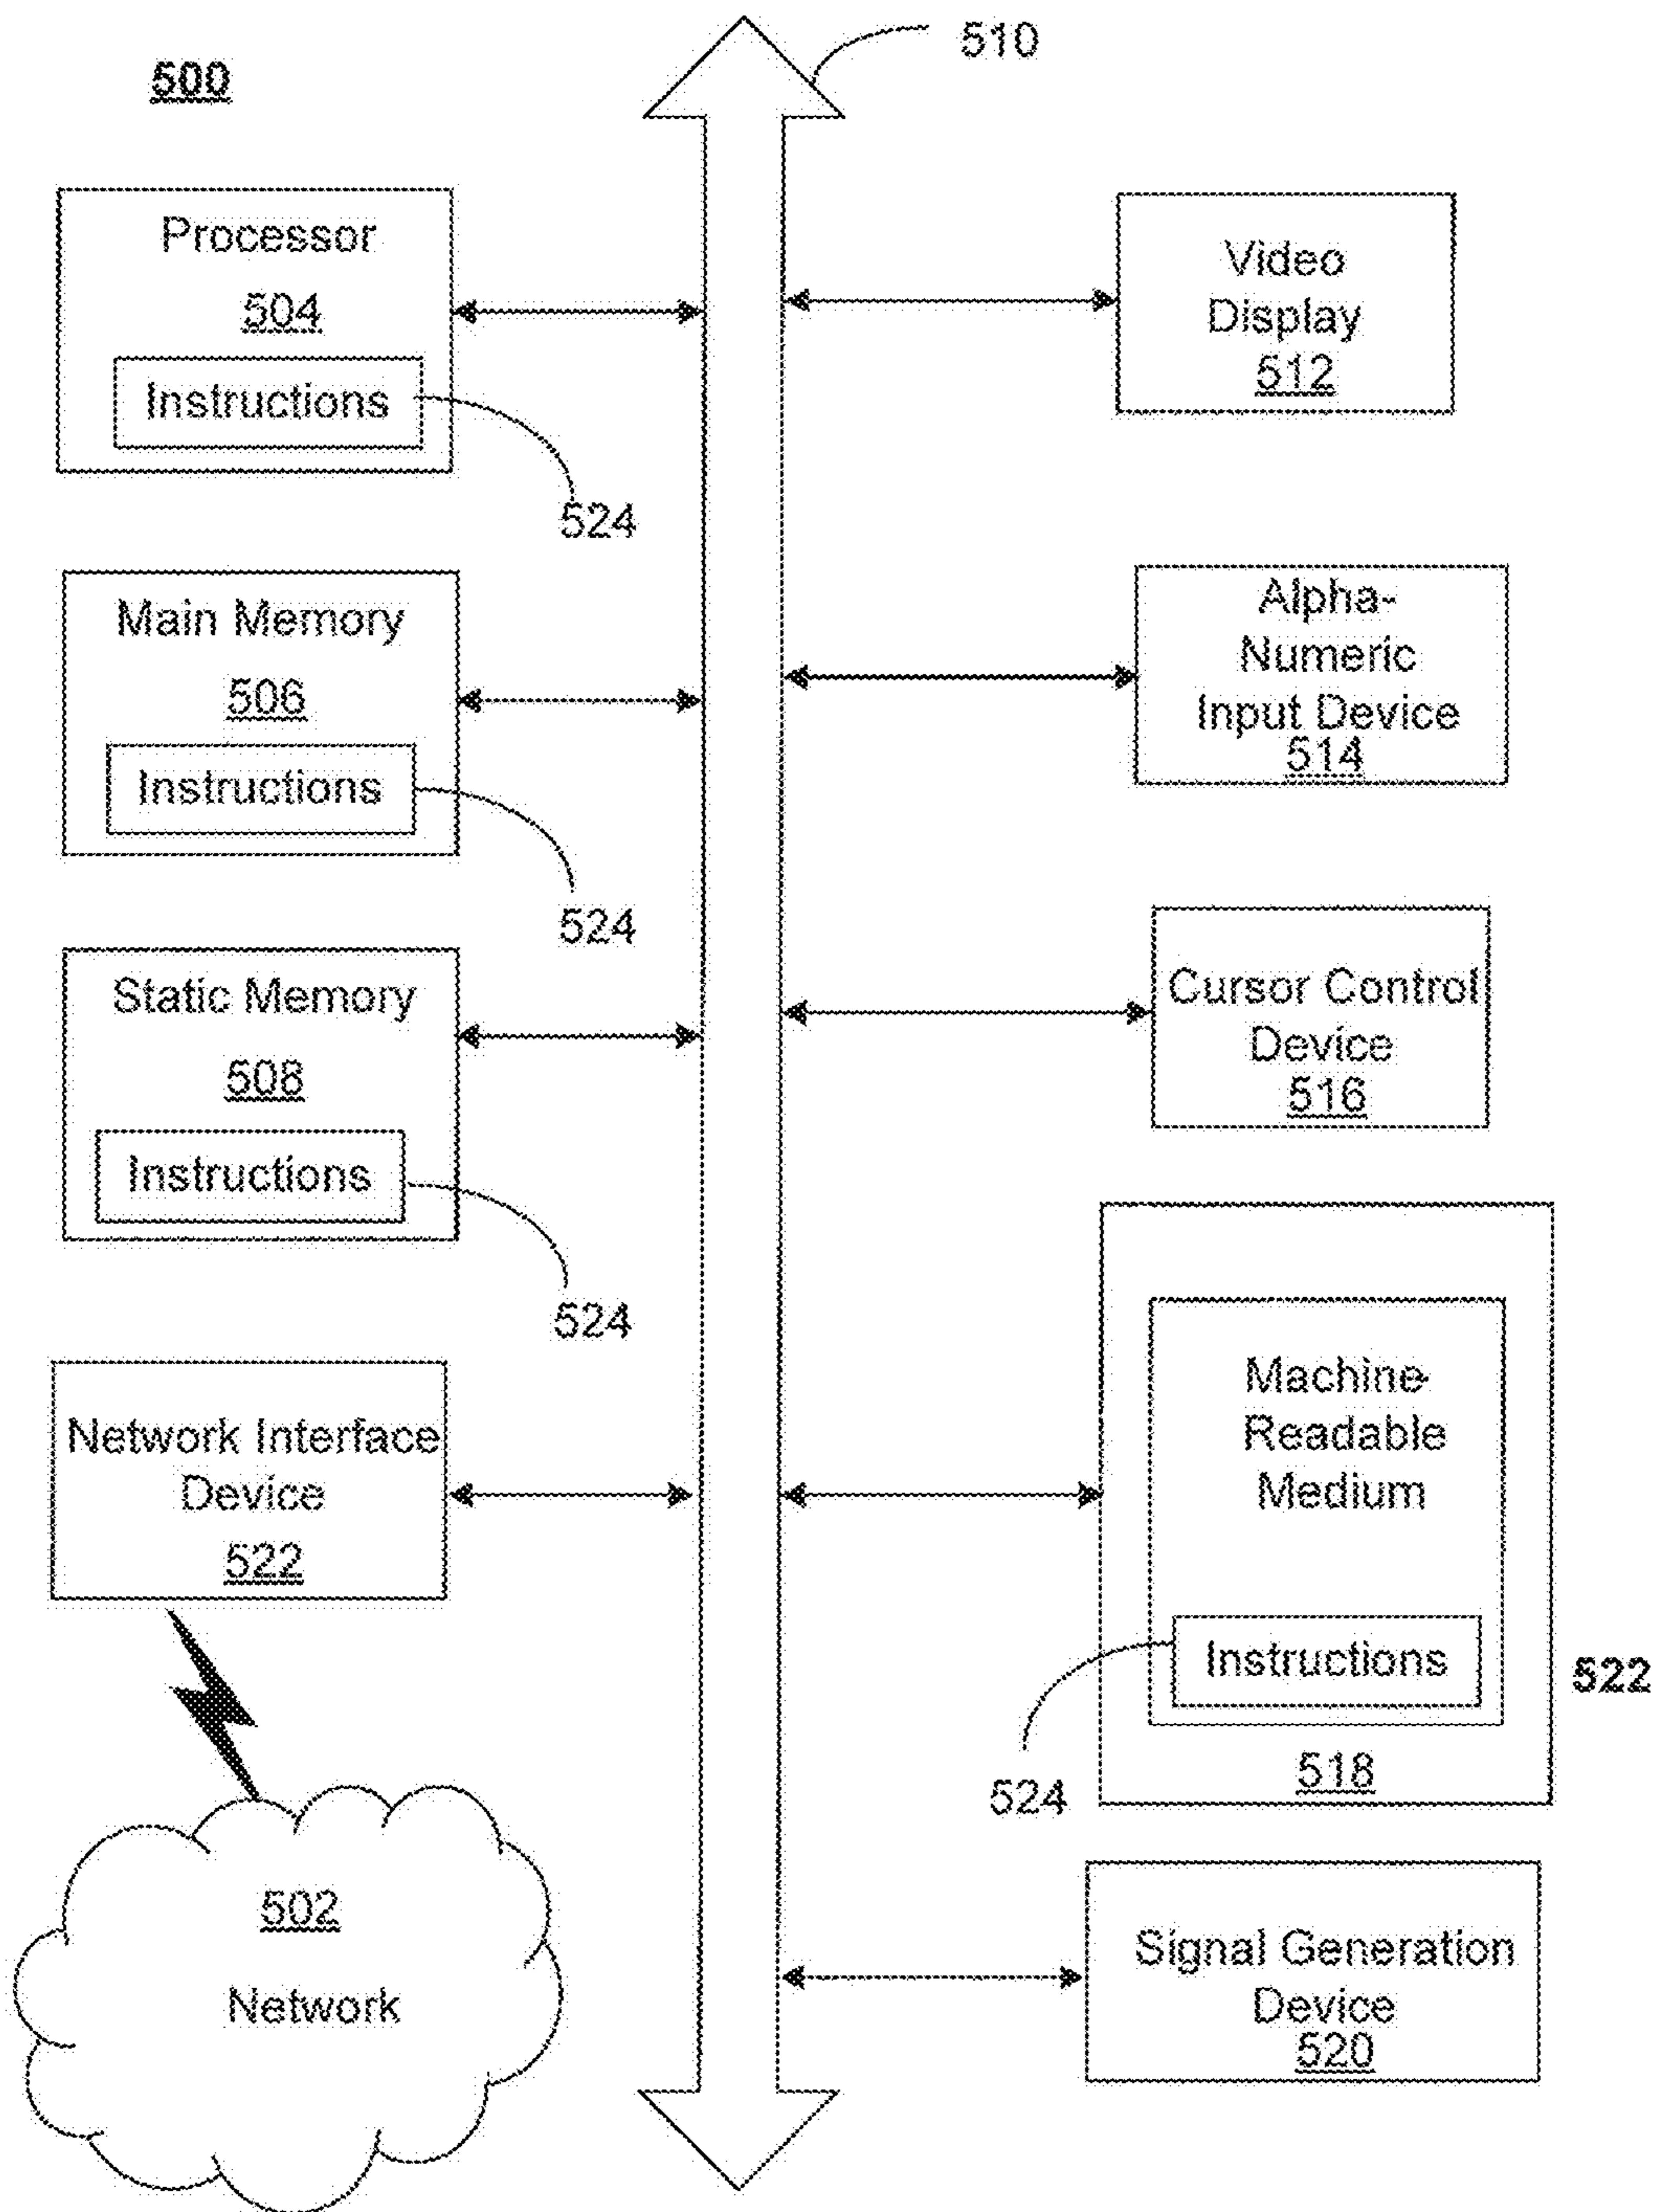 500
510
Processor
504
Instructions
524
Main Memory
506
Instructions
524
Static Memory
508
Instructions
524
Network Interface
Device
522
502
Network
Video
Display
512
Alpha-
Numeric
Input Device
514
Cursor Control
Device
516
Machine-
Readable
Medium
Instructions
522
524
518
Signal Generation
Device
520